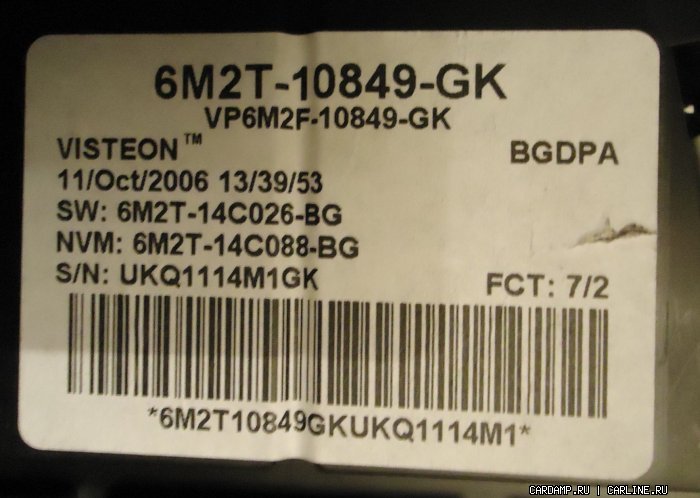 6M2T-10849-GK
VP6M2F-10849-GK
VISTEON™ BGDPA
11/Oct/2006 13/39/53
SW: 6M2T-14C026-BG
NVM: 6M2T-14C088-BG
S/N: UKQ1114M1GK FCT: 7/2
*6M2T10849GKUKQ1114M1*
CARDAMP.RU | CARLINE.RU